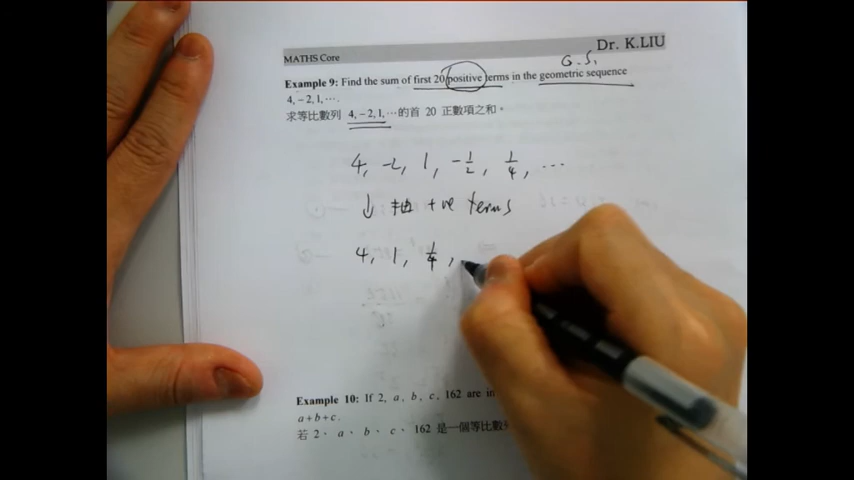 MATHS Core
Dr. K.LIU
G.S.
Example 9: Find the sum of first 20 positive terms in the geometric sequence
4, −2, 1, ⋯.
求等比數列 4, −2, 1, ⋯的首 20 正數項之和。
4, -2, 1, -1/2, 1/4, ...
↓ 抽 +ve terms
4, 1, 1/4,
Example 10: If 2, a, b, c, 162 are in
a+b+c.
若 2、 a、 b、 c、 162 是一個等比數